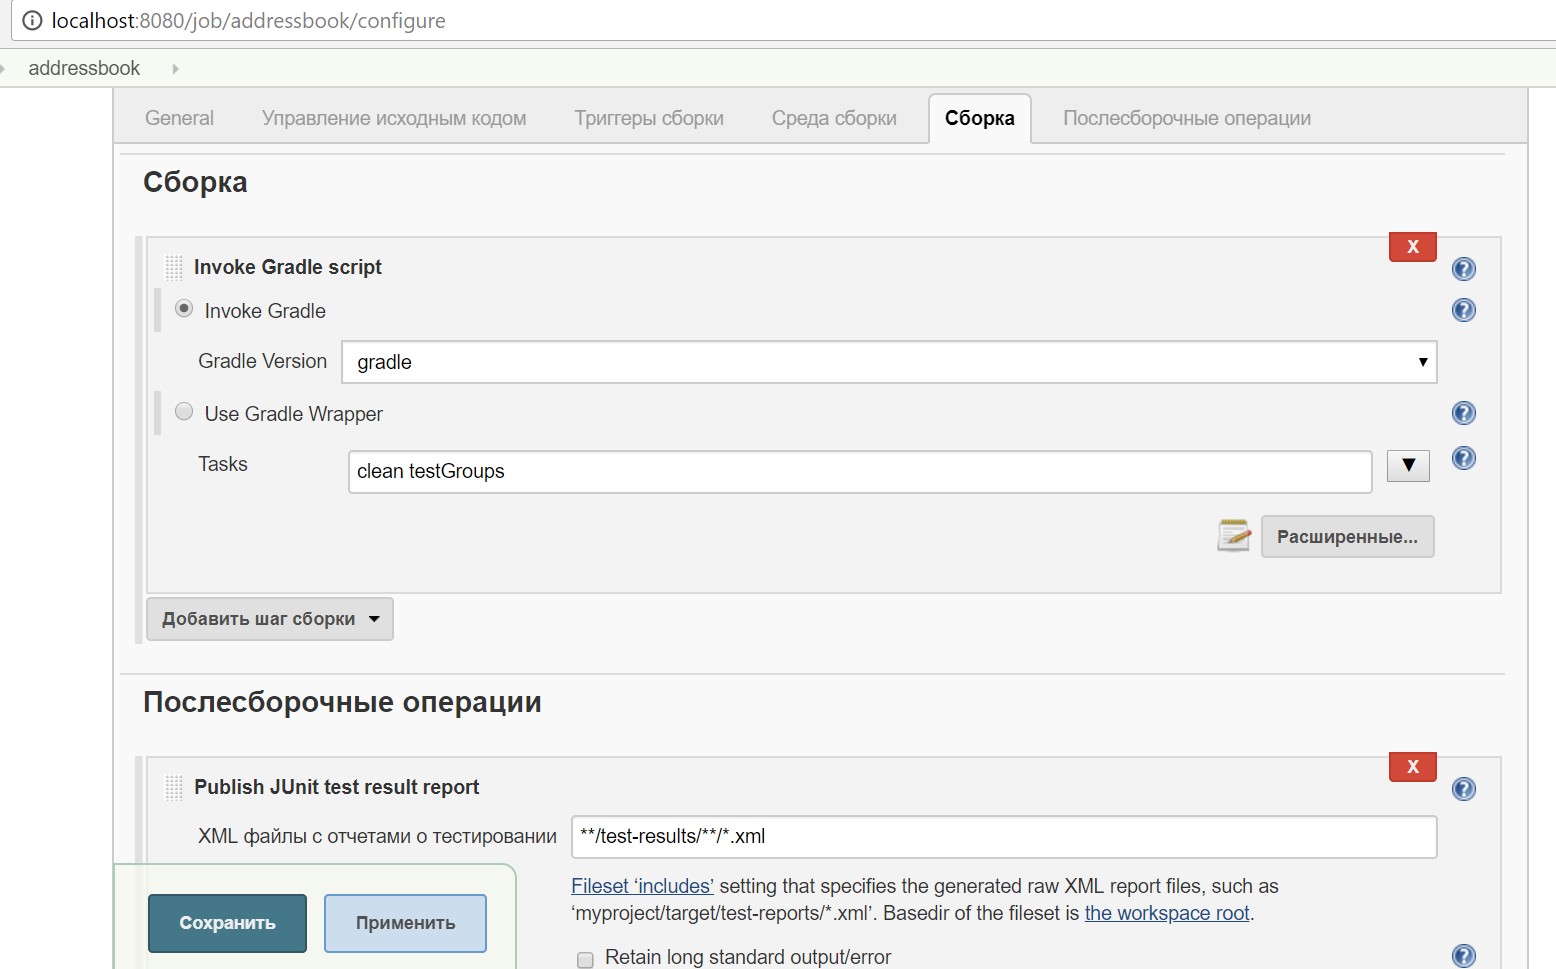 localhost:8080/job/addressbook/configure
addressbook
General Управление исходным кодом Триггеры сборки Среда сборки Сборка Послесборочные операции
Сборка
X
Invoke Gradle script
Invoke Gradle
Gradle Version gradle
Use Gradle Wrapper
Tasks clean testGroups
Расширенные...
Добавить шаг сборки
Послесборочные операции
X
Publish JUnit test result report
XML файлы с отчетами о тестировании **/test-results/**/*.xml
Fileset ‘includes’ setting that specifies the generated raw XML report files, such as
‘myproject/target/test-reports/*.xml’. Basedir of the fileset is the workspace root.
Сохранить Применить
Retain long standard output/error